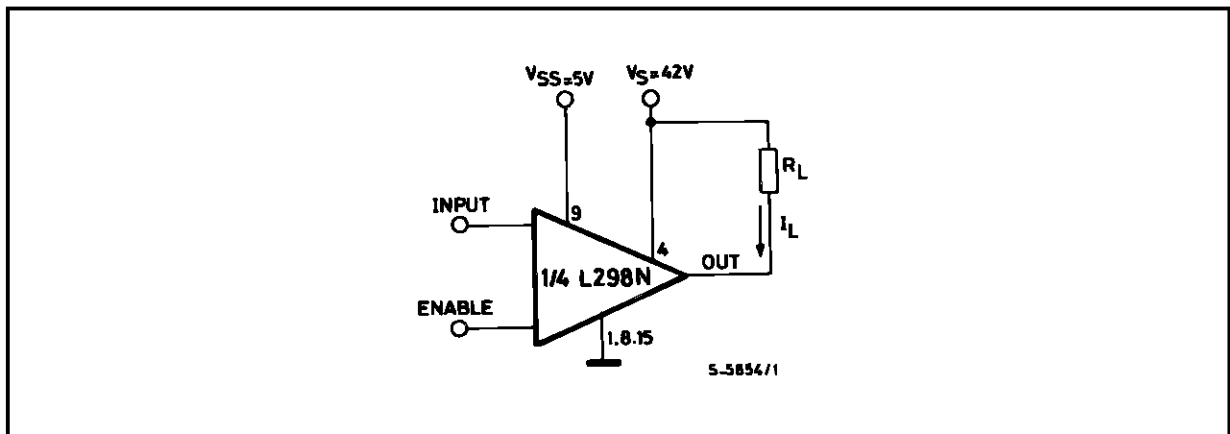 VSS=5V
VS=42V
RL
INPUT
9
IL
4
OUT
1/4 L298N
ENABLE
1.8.15
S-5854/1